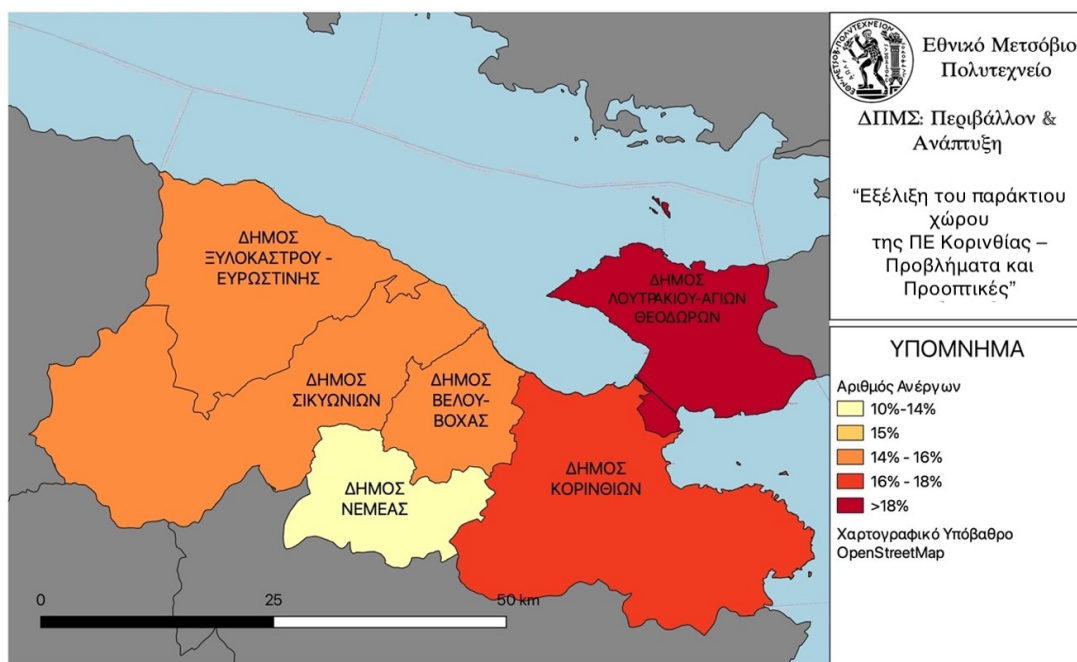 ΔΗΜΟΣ
ΞΥΛΟΚΑΣΤΡΟΥ -
ΕΥΡΩΣΤΙΝΗΣ
ΔΗΜΟΣ
ΛΟΥΤΡΑΚΙΟΥ-ΑΓΙΩΝ
ΘΕΟΔΩΡΩΝ
ΔΗΜΟΣ
ΣΙΚΥΩΝΙΩΝ
ΔΗΜΟΣ
ΒΕΛΟΥ-
ΒΟΧΑΣ
ΔΗΜΟΣ
ΝΕΜΕΑΣ
ΔΗΜΟΣ
ΚΟΡΙΝΘΙΩΝ
0 25 50 km
Εθνικό Μετσόβιο
Πολυτεχνείο
ΔΠΜΣ: Περιβάλλον &
Ανάπτυξη
“Εξέλιξη του παράκτιου
χώρου
της ΠΕ Κορινθίας –
Προβλήματα και
Προοπτικές”
ΥΠΟΜΝΗΜΑ
Αριθμός Ανέργων
10%-14%
15%
14% - 16%
16% - 18%
>18%
Χαρτογραφικό Υπόβαθρο
OpenStreetMap